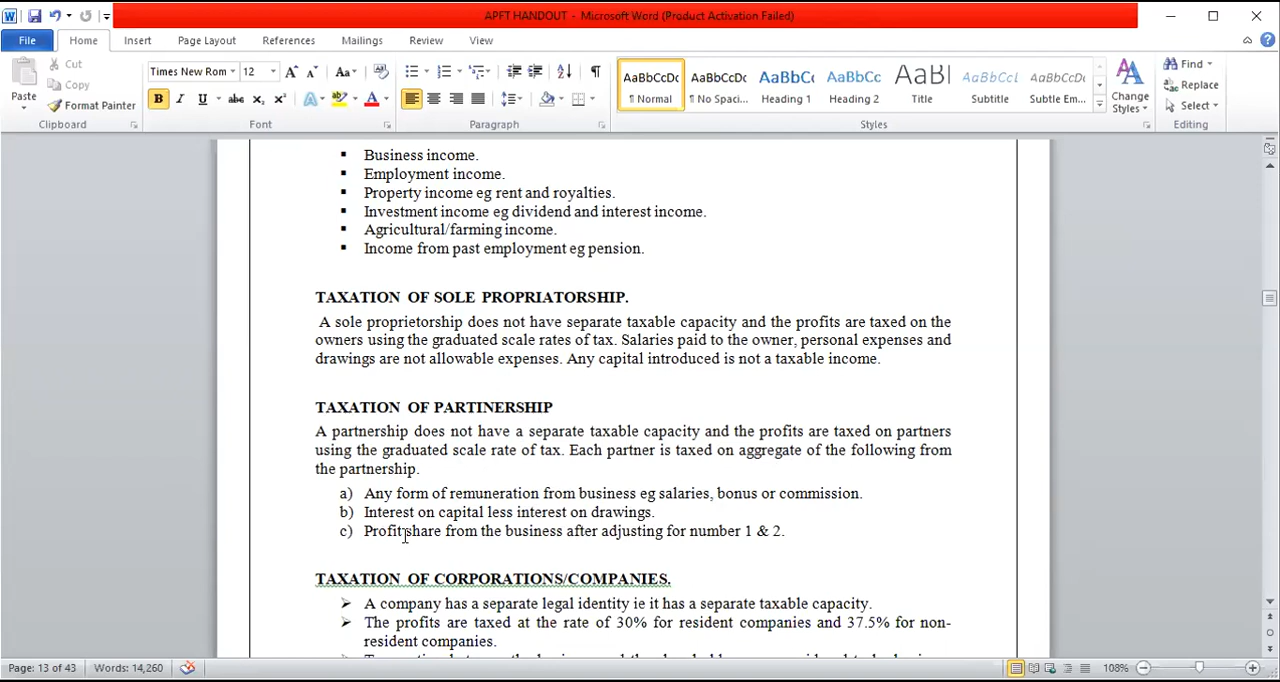 APFT HANDOUT - Microsoft Word (Product Activation Failed)
File Home Insert Page Layout References Mailings Review View
Cut
Copy
Format Painter
Paste
Clipboard
Times New Rom 12
Font
Paragraph
AaBbCcDc AaBbCcDc AaBbC AaBbCc AaB AaBbCcL AaBbCcDc
¶ Normal ¶ No Spaci... Heading 1 Heading 2 Title Subtitle Subtle Em...
Styles
Change Styles
Find
Replace
Select
Editing
▪ Business income.
▪ Employment income.
▪ Property income eg rent and royalties.
▪ Investment income eg dividend and interest income.
▪ Agricultural/farming income.
▪ Income from past employment eg pension.
TAXATION OF SOLE PROPRIATORSHIP.
A sole proprietorship does not have separate taxable capacity and the profits are taxed on the
owners using the graduated scale rates of tax. Salaries paid to the owner, personal expenses and
drawings are not allowable expenses. Any capital introduced is not a taxable income.
TAXATION OF PARTINERSHIP
A partnership does not have a separate taxable capacity and the profits are taxed on partners
using the graduated scale rate of tax. Each partner is taxed on aggregate of the following from
the partnership.
a) Any form of remuneration from business eg salaries, bonus or commission.
b) Interest on capital less interest on drawings.
c) Profit share from the business after adjusting for number 1 & 2.
TAXATION OF CORPORATIONS/COMPANIES.
➢ A company has a separate legal identity ie it has a separate taxable capacity.
➢ The profits are taxed at the rate of 30% for resident companies and 37.5% for non-
resident companies.
Page: 13 of 43 Words: 14,260 108%